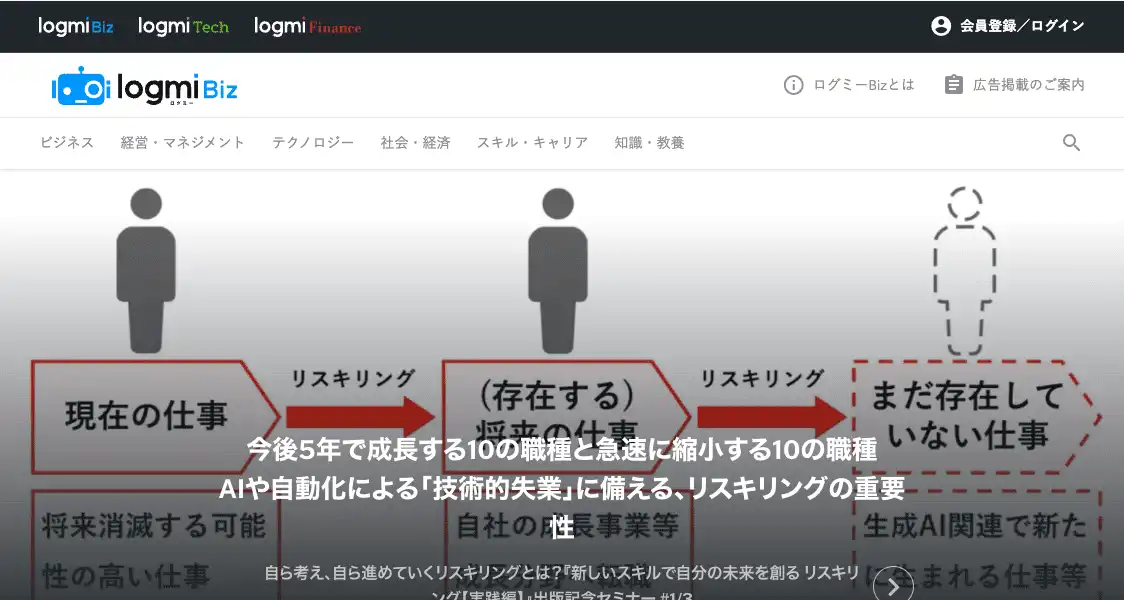 logmi Biz logmi Tech logmi Finance 会員登録／ログイン
logmi Biz
ログミー
ログミーBizとは 広告掲載のご案内
ビジネス 経営・マネジメント テクノロジー 社会・経済 スキル・キャリア 知識・教養
リスキリング リスキリング
現在の仕事
（存在する）
将来の仕事
まだ存在して
いない仕事
今後5年で成長する10の職種と急速に縮小する10の職種
AIや自動化による「技術的失業」に備える、リスキリングの重要
性
将来消滅する可能
性の高い仕事
自社の成長事業等
生成AI関連で新た
に生まれる仕事等
自ら考え、自ら進めていくリスキリングとは？『新しいスキルで自分の未来を創る リスキリ
ング【実践編】』出版記念セミナー #1/3